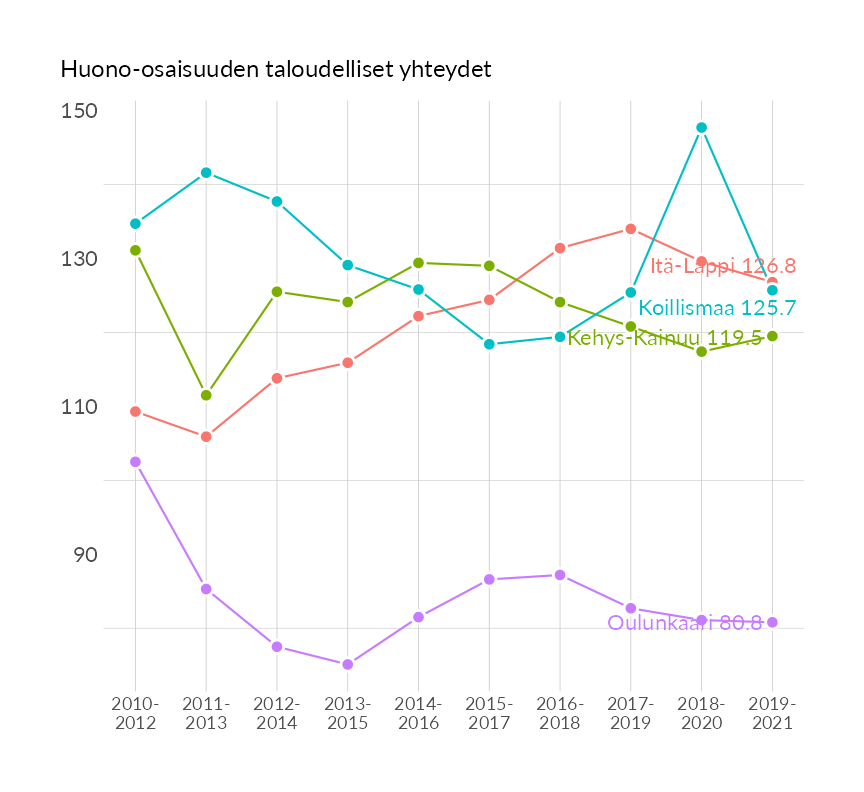 Huono-osaisuuden taloudelliset yhteydet
150
130
110
90
Itä-Lappi 126.8
Koillismaa 125.7
Kehys-Kainuu 119.5
Oulunkaari 80.8
2010- 2011- 2012- 2013- 2014- 2015- 2016- 2017- 2018- 2019-
2012 2013 2014 2015 2016 2017 2018 2019 2020 2021